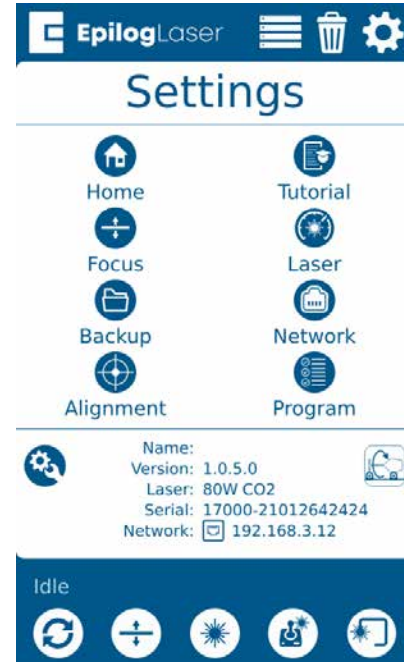 EpilogLaser
Settings
Home Tutorial
Focus Laser
Backup Network
Alignment Program
Name:
Version: 1.0.5.0
Laser: 80W CO2
Serial: 17000-21012642424
Network: 192.168.3.12
Idle